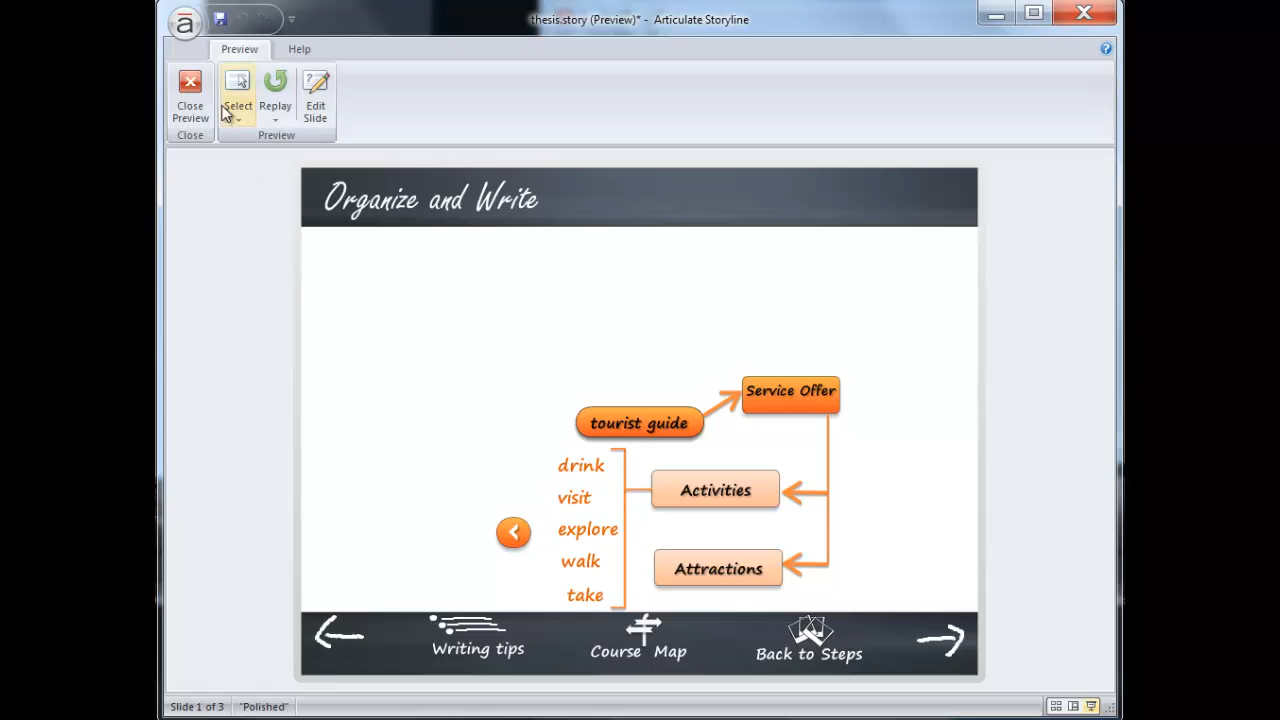 thesis.story (Preview)* - Articulate Storyline
Preview
Help
Close Preview
Select
Replay
Edit Slide
Close
Preview
Organize and Write
Service Offer
tourist guide
drink
visit
Activities
explore
walk
Attractions
take
Writing tips
Course Map
Back to Steps
Slide 1 of 3
"Polished"